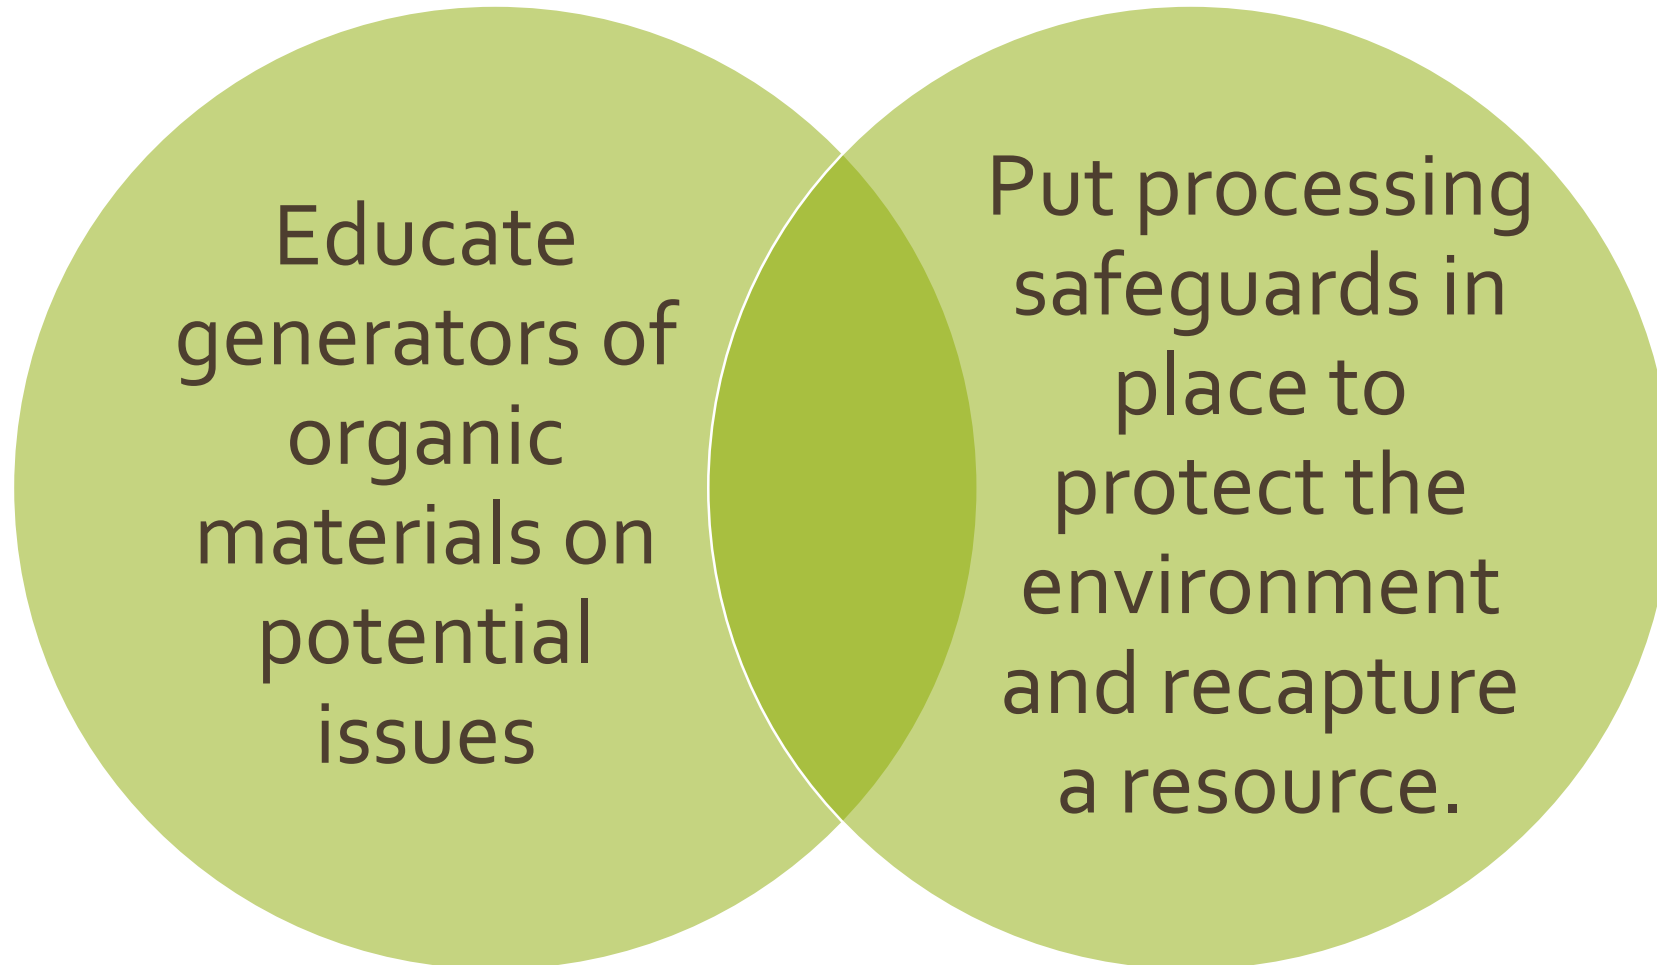 Educate
generators of
organic
materials on
potential
issues
Put processing
safeguards in
place to
protect the
environment
and recapture
a resource.